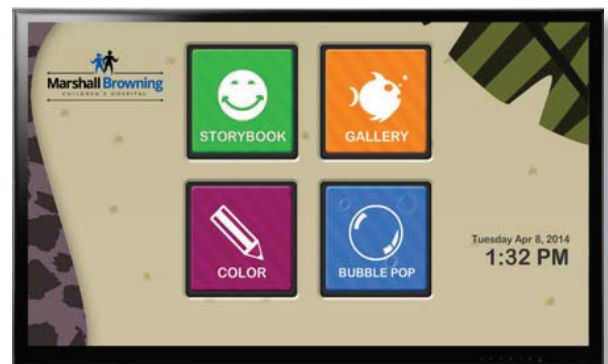 Marshall Browning
CHILDREN'S HOSPITAL
STORYBOOK
GALLERY
COLOR
BUBBLE POP
Tuesday Apr 8, 2014
1:32 PM